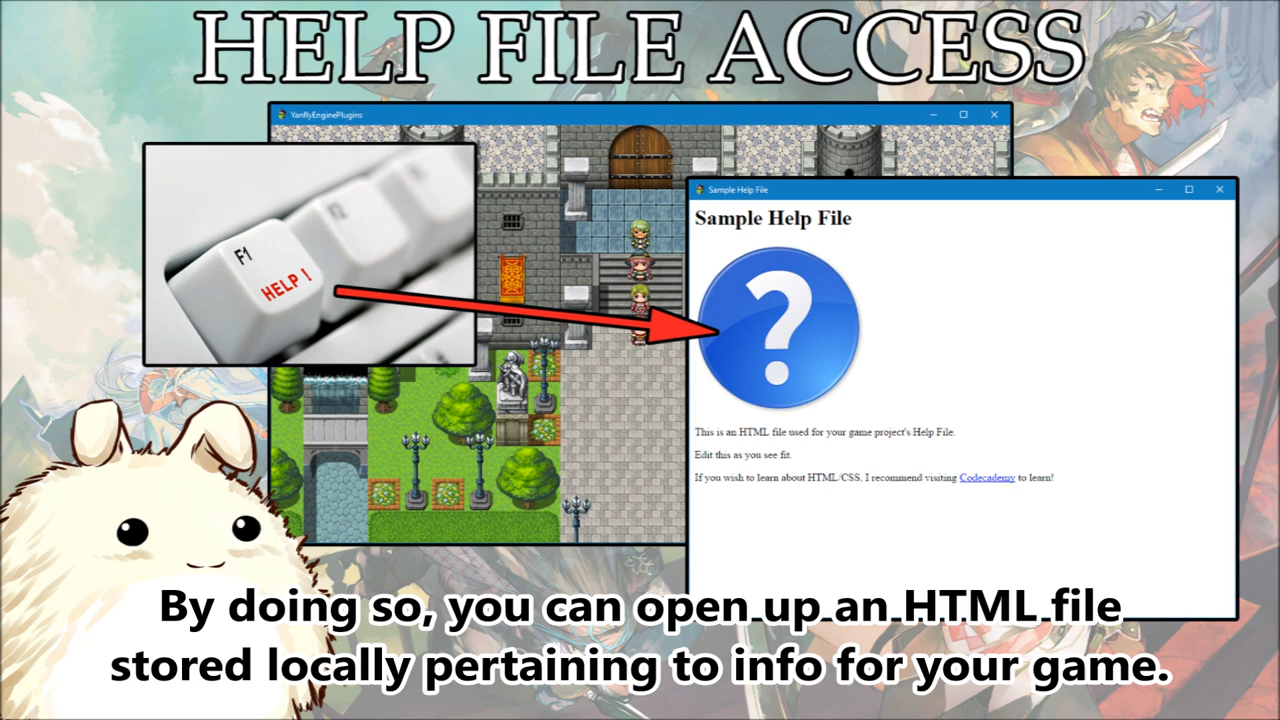 HELP FILE ACCESS
YanflyEnginePlugins
F1
HELP !
F2
Sample Help File
Sample Help File
?
This is an HTML file used for your game project's Help File.
Edit this as you see fit.
If you wish to learn about HTML/CSS, I recommend visiting Codecademy to learn!
By doing so, you can open up an HTML file
stored locally pertaining to info for your game.